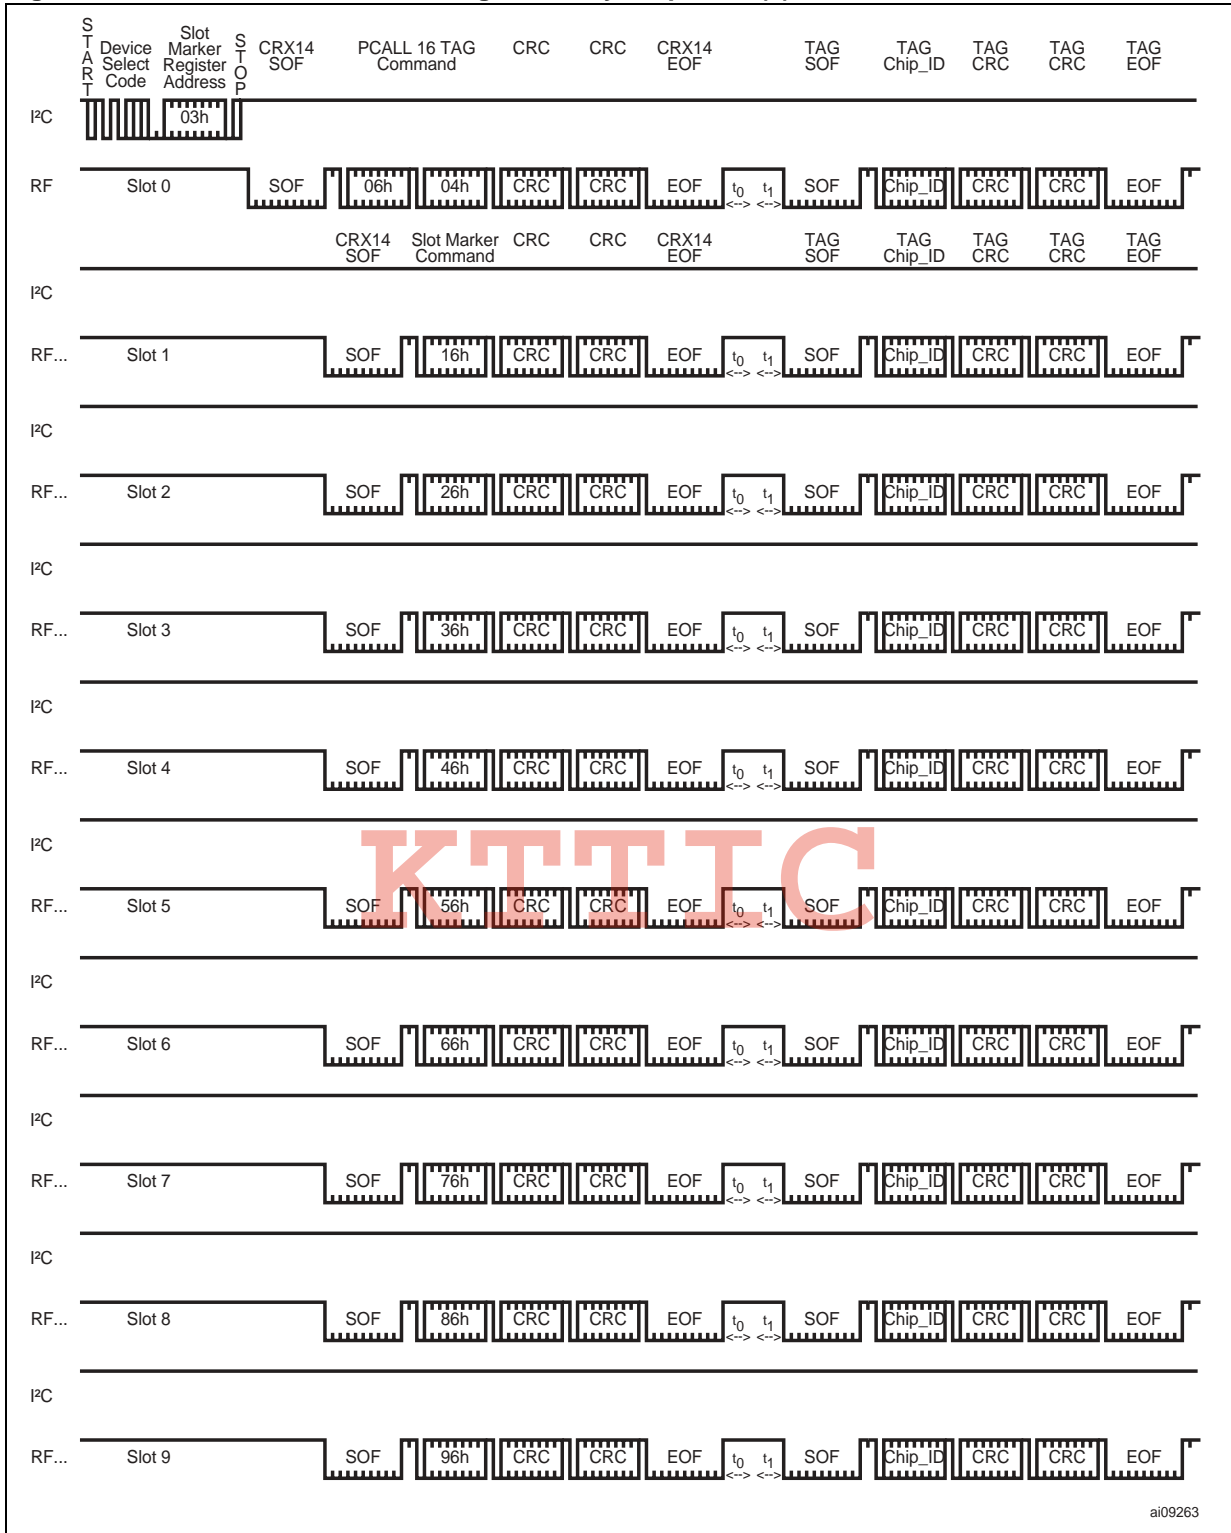 START
Device Select Code
Slot Marker Register Address
STOP
CRX14 SOF
PCALL 16 TAG Command
CRC
CRC
CRX14 EOF
TAG SOF
TAG Chip_ID
TAG CRC
TAG CRC
TAG EOF
I²C 03h
RF Slot 0 SOF 06h 04h CRC CRC EOF t0 t1 SOF Chip_ID CRC CRC EOF
<--> <-->
CRX14 SOF
Slot Marker Command
CRC
CRC
CRX14 EOF
TAG SOF
TAG Chip_ID
TAG CRC
TAG CRC
TAG EOF
I²C
RF... Slot 1 SOF 16h CRC CRC EOF t0 t1 SOF Chip_ID CRC CRC EOF
<--> <-->
I²C
RF... Slot 2 SOF 26h CRC CRC EOF t0 t1 SOF Chip_ID CRC CRC EOF
<--> <-->
I²C
RF... Slot 3 SOF 36h CRC CRC EOF t0 t1 SOF Chip_ID CRC CRC EOF
<--> <-->
I²C
RF... Slot 4 SOF 46h CRC CRC EOF t0 t1 SOF Chip_ID CRC CRC EOF
<--> <-->
I²C
KTTIC
RF... Slot 5 SOF 56h CRC CRC EOF t0 t1 SOF Chip_ID CRC CRC EOF
<--> <-->
I²C
RF... Slot 6 SOF 66h CRC CRC EOF t0 t1 SOF Chip_ID CRC CRC EOF
<--> <-->
I²C
RF... Slot 7 SOF 76h CRC CRC EOF t0 t1 SOF Chip_ID CRC CRC EOF
<--> <-->
I²C
RF... Slot 8 SOF 86h CRC CRC EOF t0 t1 SOF Chip_ID CRC CRC EOF
<--> <-->
I²C
RF... Slot 9 SOF 96h CRC CRC EOF t0 t1 SOF Chip_ID CRC CRC EOF
<--> <-->
ai09263